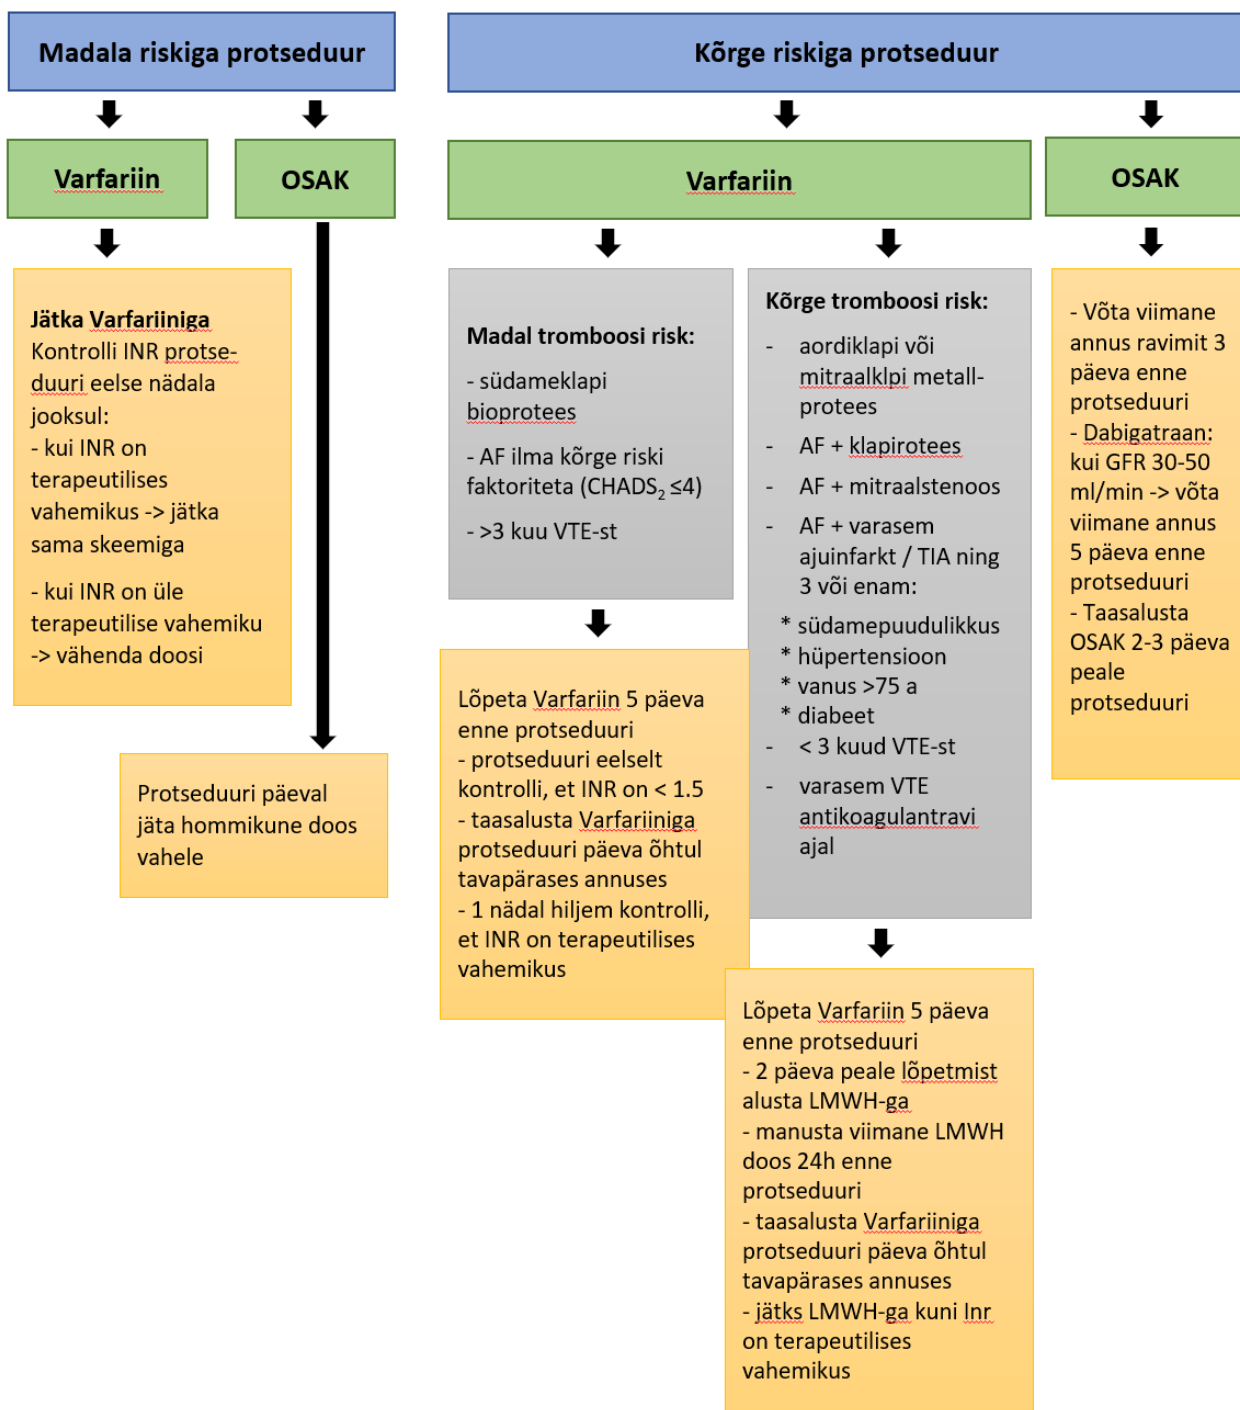 Madala riskiga protseduur
Varfariin
OSAK
Jätka Varfariiniga
Kontrolli INR protse-
duuri eelse nädala
jooksul:
- kui INR on
terapeutilises
vahemikus -> jätka
sama skeemiga
- kui INR on üle
terapeutilise vahemiku
-> vähenda doosi
Protseduuri päeval
jäta hommikune doos
vahele
Kõrge riskiga protseduur
Varfariin
OSAK
Madal tromboosi risk:
- südameklapi
bioprotees
- AF ilma kõrge riski
faktoriteta (CHADS₂ ≤4)
- >3 kuu VTE-st
Lõpeta Varfariin 5 päeva
enne protseduuri
- protseduuri eelselt
kontrolli, et INR on < 1.5
- taasalusta Varfariiniga
protseduuri päeva õhtul
tavapärases annuses
- 1 nädal hiljem kontrolli,
et INR on terapeutilises
vahemikus
Kõrge tromboosi risk:
- aordiklapi või
mitraalklpi metall-
protees
- AF + klapirotees
- AF + mitraalstenoos
- AF + varasem
ajuinfarkt / TIA ning
3 või enam:
* südamepuudulikkus
* hüpertensioon
* vanus >75 a
* diabeet
- < 3 kuud VTE-st
- varasem VTE
antikoagulantravi
ajal
Lõpeta Varfariin 5 päeva
enne protseduuri
- 2 päeva peale lõpetmist
alusta LMWH-ga
- manusta viimane LMWH
doos 24h enne
protseduuri
- taasalusta Varfariiniga
protseduuri päeva õhtul
tavapärases annuses
- jätks LMWH-ga kuni Inr
on terapeutilises
vahemikus
- Võta viimane
annus ravimit 3
päeva enne
protseduuri
- Dabigatraan:
kui GFR 30-50
ml/min -> võta
viimane annus
5 päeva enne
protseduuri
- Taasalusta
OSAK 2-3 päeva
peale
protseduuri